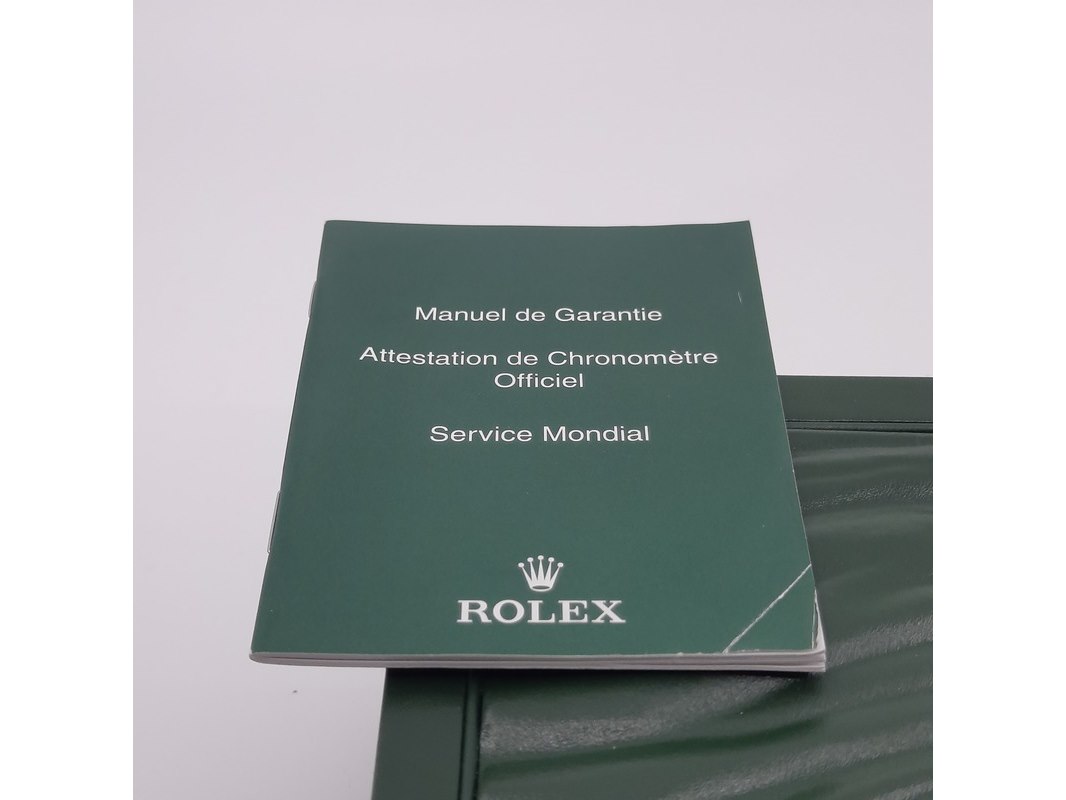 Manuel de Garantie
Attestation de Chronomètre
Officiel
Service Mondial
ROLEX